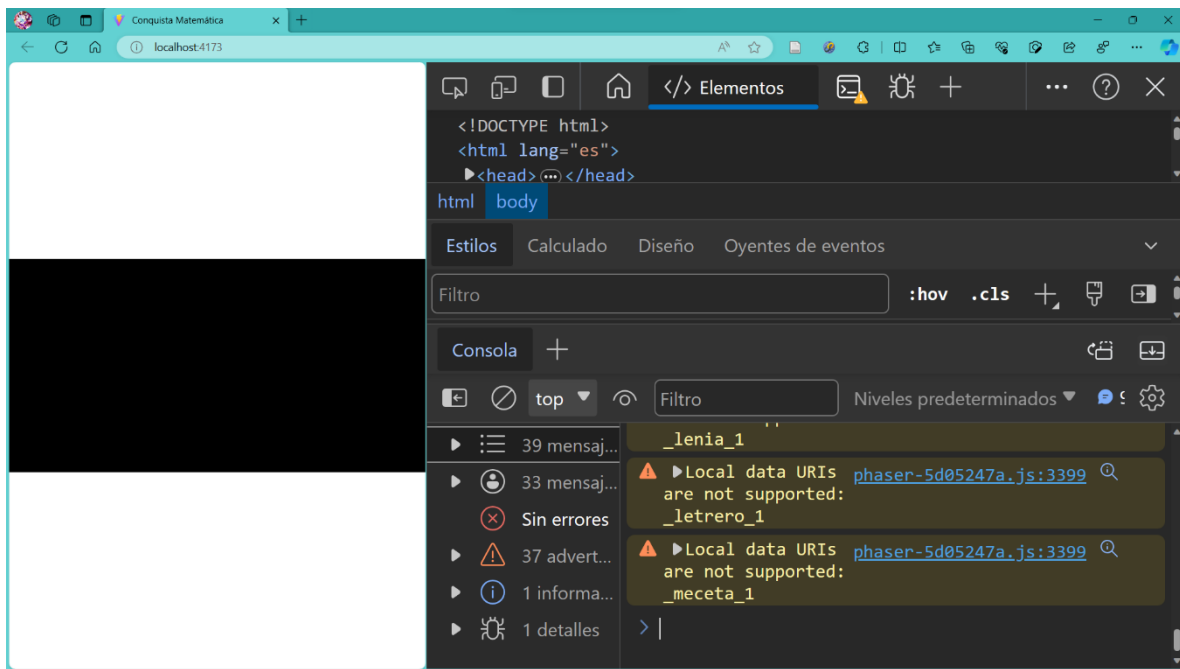 Conquista Matemática
localhost:4173
Elementos
<!DOCTYPE html>
<html lang="es">
<head> </head>
html body
Estilos Calculado Diseño Oyentes de eventos
Filtro :hov .cls
Consola
top Filtro Niveles predeterminados
39 mensaj...
33 mensaj...
Sin errores
37 advert...
1 informa...
1 detalles
_lenia_1
Local data URIs phaser-5d05247a.js:3399
are not supported:
_letrero_1
Local data URIs phaser-5d05247a.js:3399
are not supported:
_meceta_1